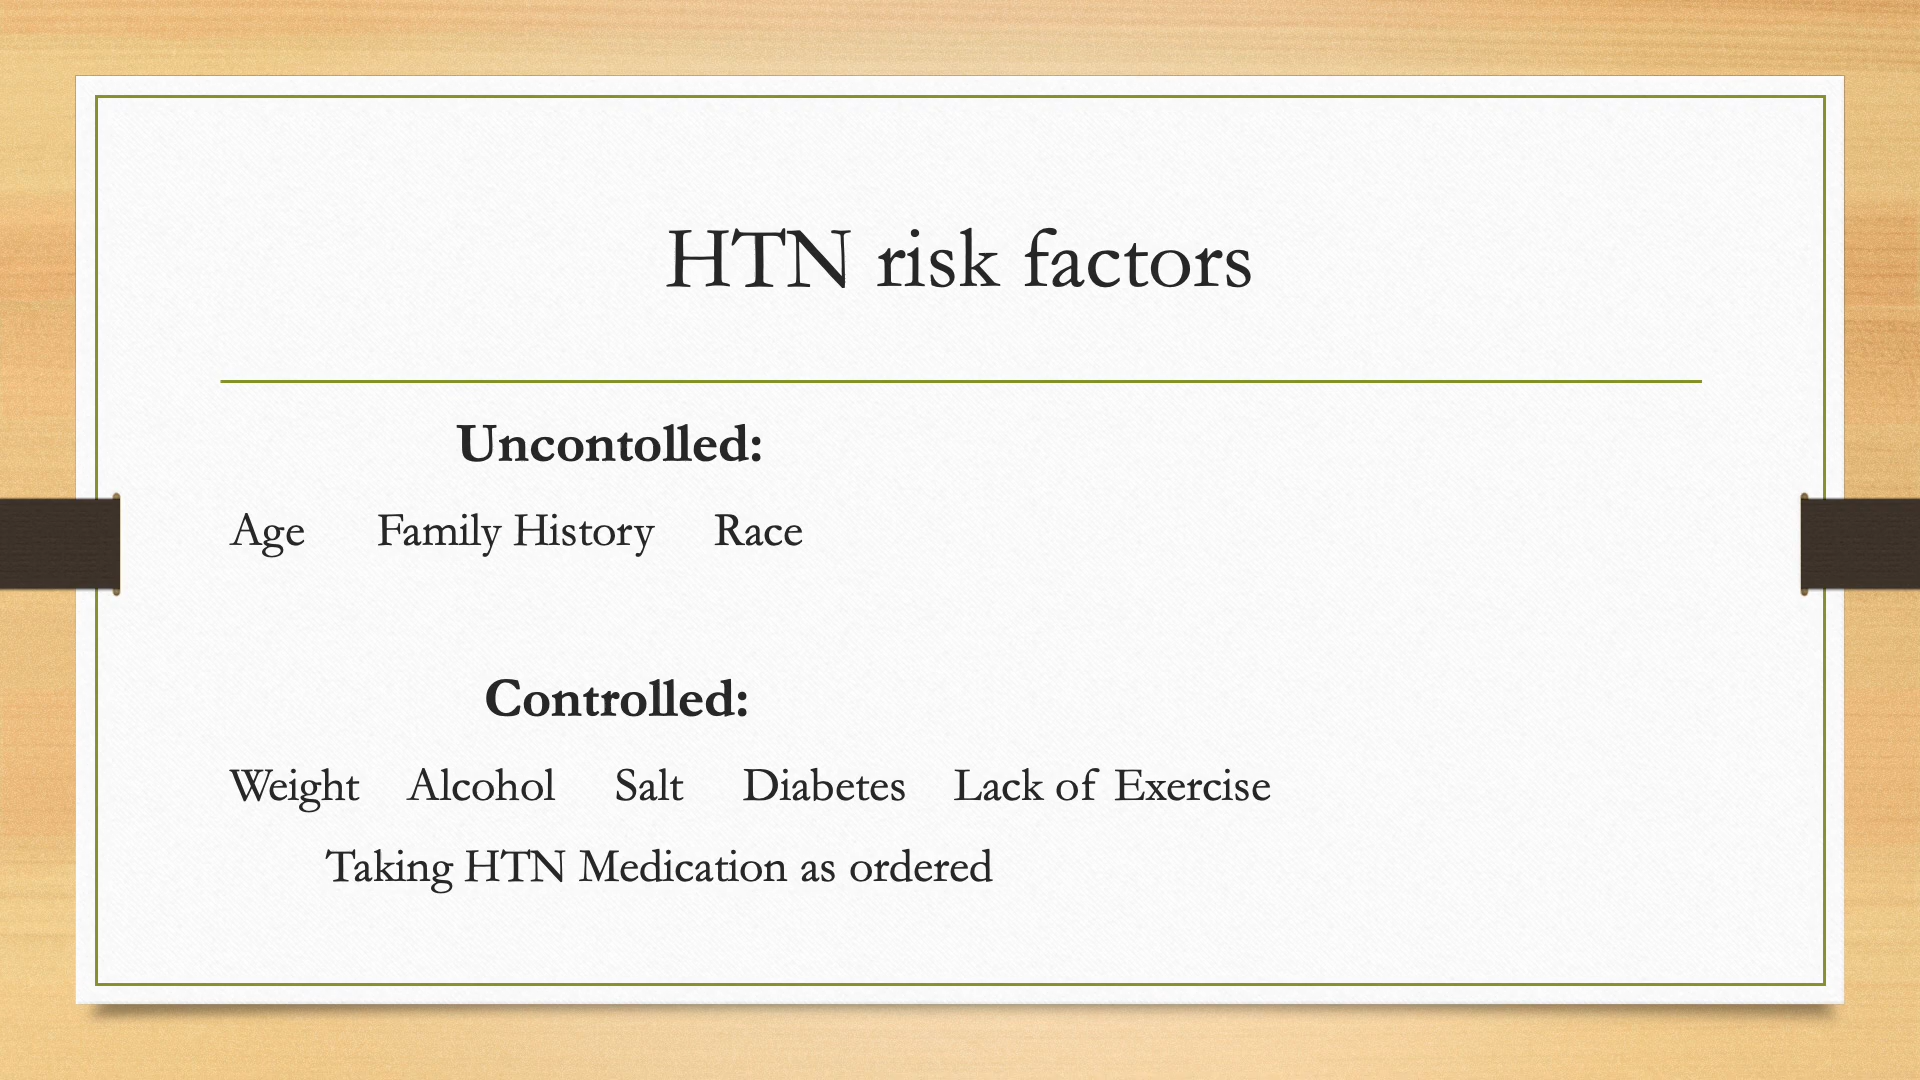 HTN risk factors
Uncontolled:
Age Family History Race
Controlled:
Weight Alcohol Salt Diabetes Lack of Exercise
Taking HTN Medication as ordered